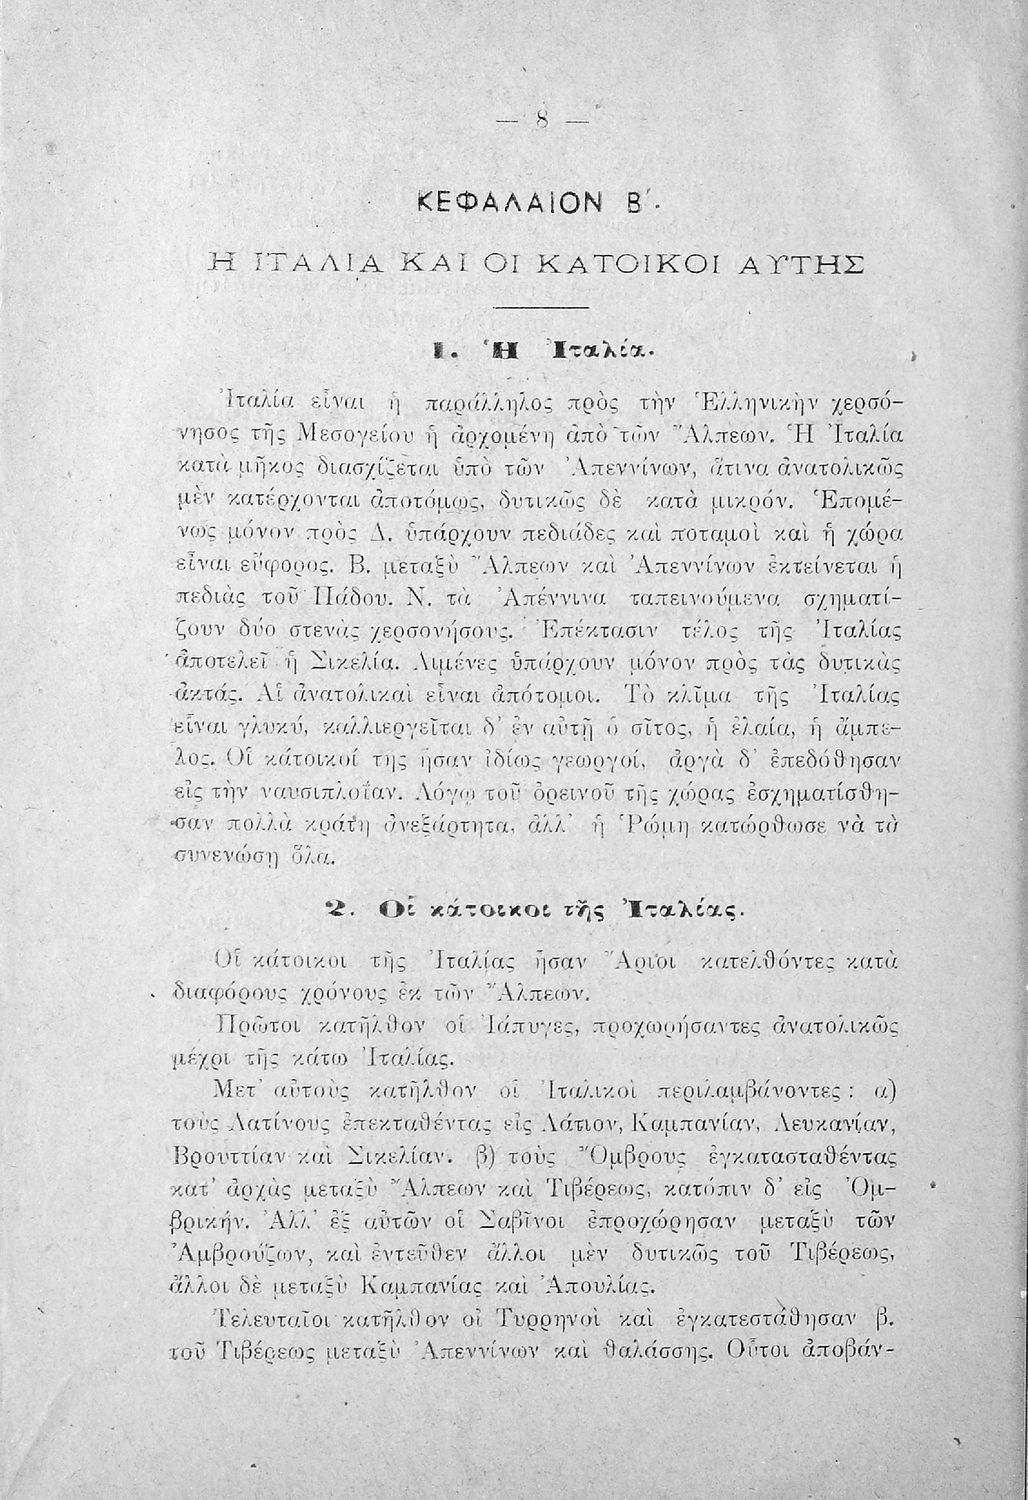 — 8 —
ΚΕΦΑΛΑΙΟΝ Β΄.
Η ΙΤΑΛΙΑ ΚΑΙ ΟΙ ΚΑΤΟΙΚΟΙ ΑΥΤΗΣ
1. Ἡ Ἰταλία.
Ἰταλία εἶναι ἡ παράλληλος πρὸς τὴν Ἑλληνικὴν χερσό-
νησος τῆς Μεσογείου ἡ ἀρχομένη ἀπὸ τῶν Ἄλπεων. Ἡ Ἰταλία
κατὰ μῆκος διασχίζεται ὑπὸ τῶν Ἀπεννίνων, ἅτινα ἀνατολικῶς
μὲν κατέρχονται ἀποτόμως, δυτικῶς δὲ κατὰ μικρόν. Ἑπομέ-
νως μόνον πρὸς Δ. ὑπάρχουν πεδιάδες καὶ ποταμοὶ καὶ ἡ χώρα
εἶναι εὔφορος. Β. μεταξὺ Ἄλπεων καὶ Ἀπεννίνων ἐκτείνεται ἡ
πεδιὰς τοῦ Πάδου. Ν. τὰ Ἀπέννινα ταπεινούμενα σχηματί-
ζουν δύο στενὰς χερσονήσους. Ἐπέκτασιν τέλος τῆς Ἰταλίας
ἀποτελεῖ ἡ Σικελία. Λιμένες ὑπάρχουν μόνον πρὸς τὰς δυτικὰς
ἀκτάς. Αἱ ἀνατολικαὶ εἶναι ἀπότομοι. Τὸ κλῖμα τῆς Ἰταλίας
εἶναι γλυκύ, καλλιεργεῖται δ᾽ ἐν αὐτῇ ὁ σῖτος, ἡ ἐλαία, ἡ ἄμπε-
λος. Οἱ κάτοικοί της ἦσαν ἰδίως γεωργοί, ἀργὰ δ᾽ ἐπεδόθησαν
εἰς τὴν ναυσιπλοΐαν. Λόγῳ τοῦ ὀρεινοῦ τῆς χώρας ἐσχηματίσθη-
σαν πολλὰ κράτη ἀνεξάρτητα, ἀλλ᾽ ἡ Ῥώμη κατώρθωσε νὰ τὰ
συνενώσῃ ὅλα.
2. Οἱ κάτοικοι τῆς Ἰταλίας.
Οἱ κάτοικοι τῆς Ἰταλίας ἦσαν Ἄριοι κατελθόντες κατὰ
διαφόρους χρόνους ἐκ τῶν Ἄλπεων.
Πρῶτοι κατῆλθον οἱ Ἰάπυγες, προχωρήσαντες ἀνατολικῶς
μέχρι τῆς κάτω Ἰταλίας.
Μετ᾽ αὐτοὺς κατῆλθον οἱ Ἰταλικοὶ περιλαμβάνοντες : α)
τοὺς Λατίνους ἐπεκταθέντας εἰς Λάτιον, Καμπανίαν, Λευκανίαν,
Βρουττίαν καὶ Σικελίαν. β) τοὺς Ὄμβρους ἐγκατασταθέντας
κατ᾽ ἀρχὰς μεταξὺ Ἄλπεων καὶ Τιβέρεως, κατόπιν δ᾽ εἰς Ὀμ-
βρικήν. Ἀλλ᾽ ἐξ αὐτῶν οἱ Σαβῖνοι ἐπροχώρησαν μεταξὺ τῶν
Ἀμβρούζων, καὶ ἐντεῦθεν ἄλλοι μὲν δυτικῶς τοῦ Τιβέρεως,
ἄλλοι δὲ μεταξὺ Καμπανίας καὶ Ἀπουλίας.
Τελευταῖοι κατῆλθον οἱ Τυρρηνοὶ καὶ ἐγκατεστάθησαν β.
τοῦ Τιβέρεως μεταξὺ Ἀπεννίνων καὶ θαλάσσης. Οὗτοι ἀποβάν-